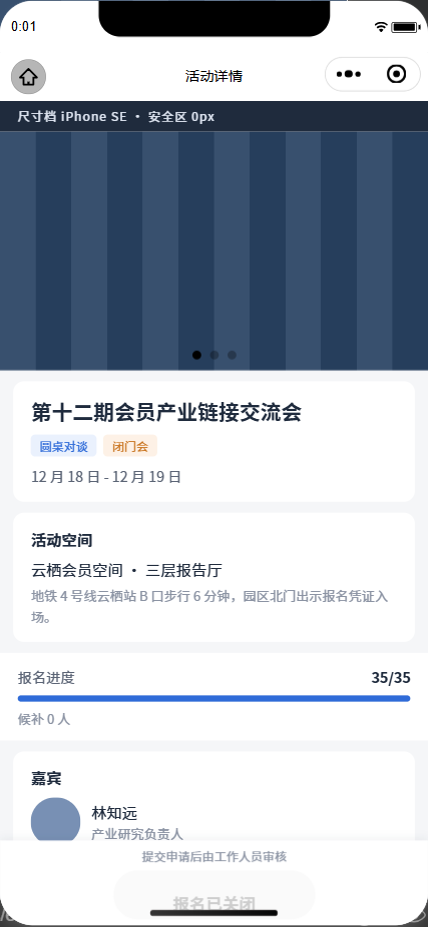 0:01
活动详情
尺寸档 iPhone SE · 安全区 0px
第十二期会员产业链接交流会
圆桌对谈 闭门会
12 月 18 日 - 12 月 19 日
活动空间
云栖会员空间 · 三层报告厅
地铁 4 号线云栖站 B 口步行 6 分钟，园区北门出示报名凭证入
场。
报名进度 35/35
候补 0 人
嘉宾
林知远
产业研究负责人
提交申请后由工作人员审核
报名已关闭